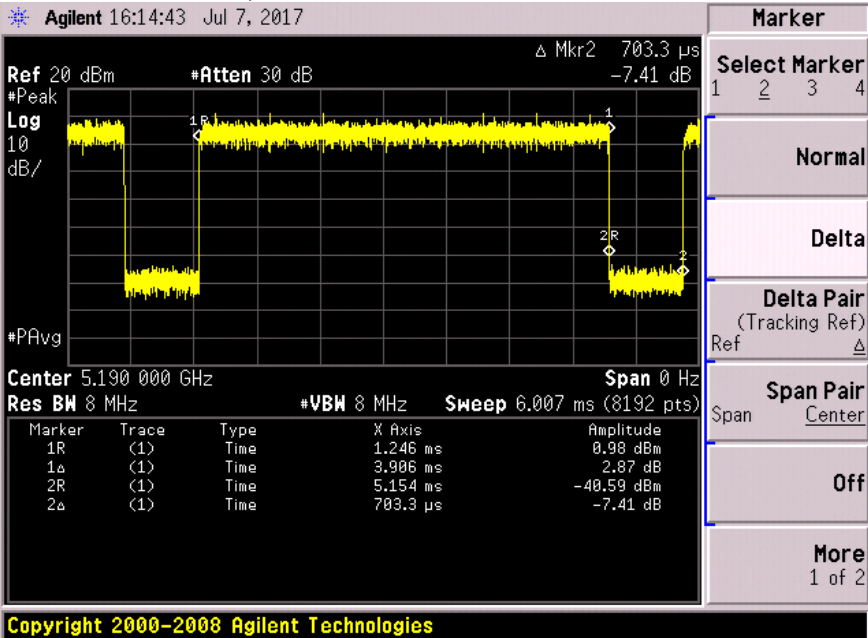 Agilent 16:14:43 Jul 7, 2017
Marker
Δ Mkr2 703.3 µs
Ref 20 dBm #Atten 30 dB -7.41 dB
#Peak
Log
10
dB/
1R
1
2R
2
#PAvg
Center 5.190 000 GHz Span 0 Hz
Res BW 8 MHz #VBW 8 MHz Sweep 6.007 ms (8192 pts)
Marker Trace Type X Axis Amplitude
1R (1) Time 1.246 ms 0.98 dBm
1Δ (1) Time 3.906 ms 2.87 dB
2R (1) Time 5.154 ms -40.59 dBm
2Δ (1) Time 703.3 µs -7.41 dB
Select Marker
1 2 3 4
Normal
Delta
Delta Pair
(Tracking Ref)
Ref Δ
Span Pair
Span Center
Off
More
1 of 2
Copyright 2000-2008 Agilent Technologies